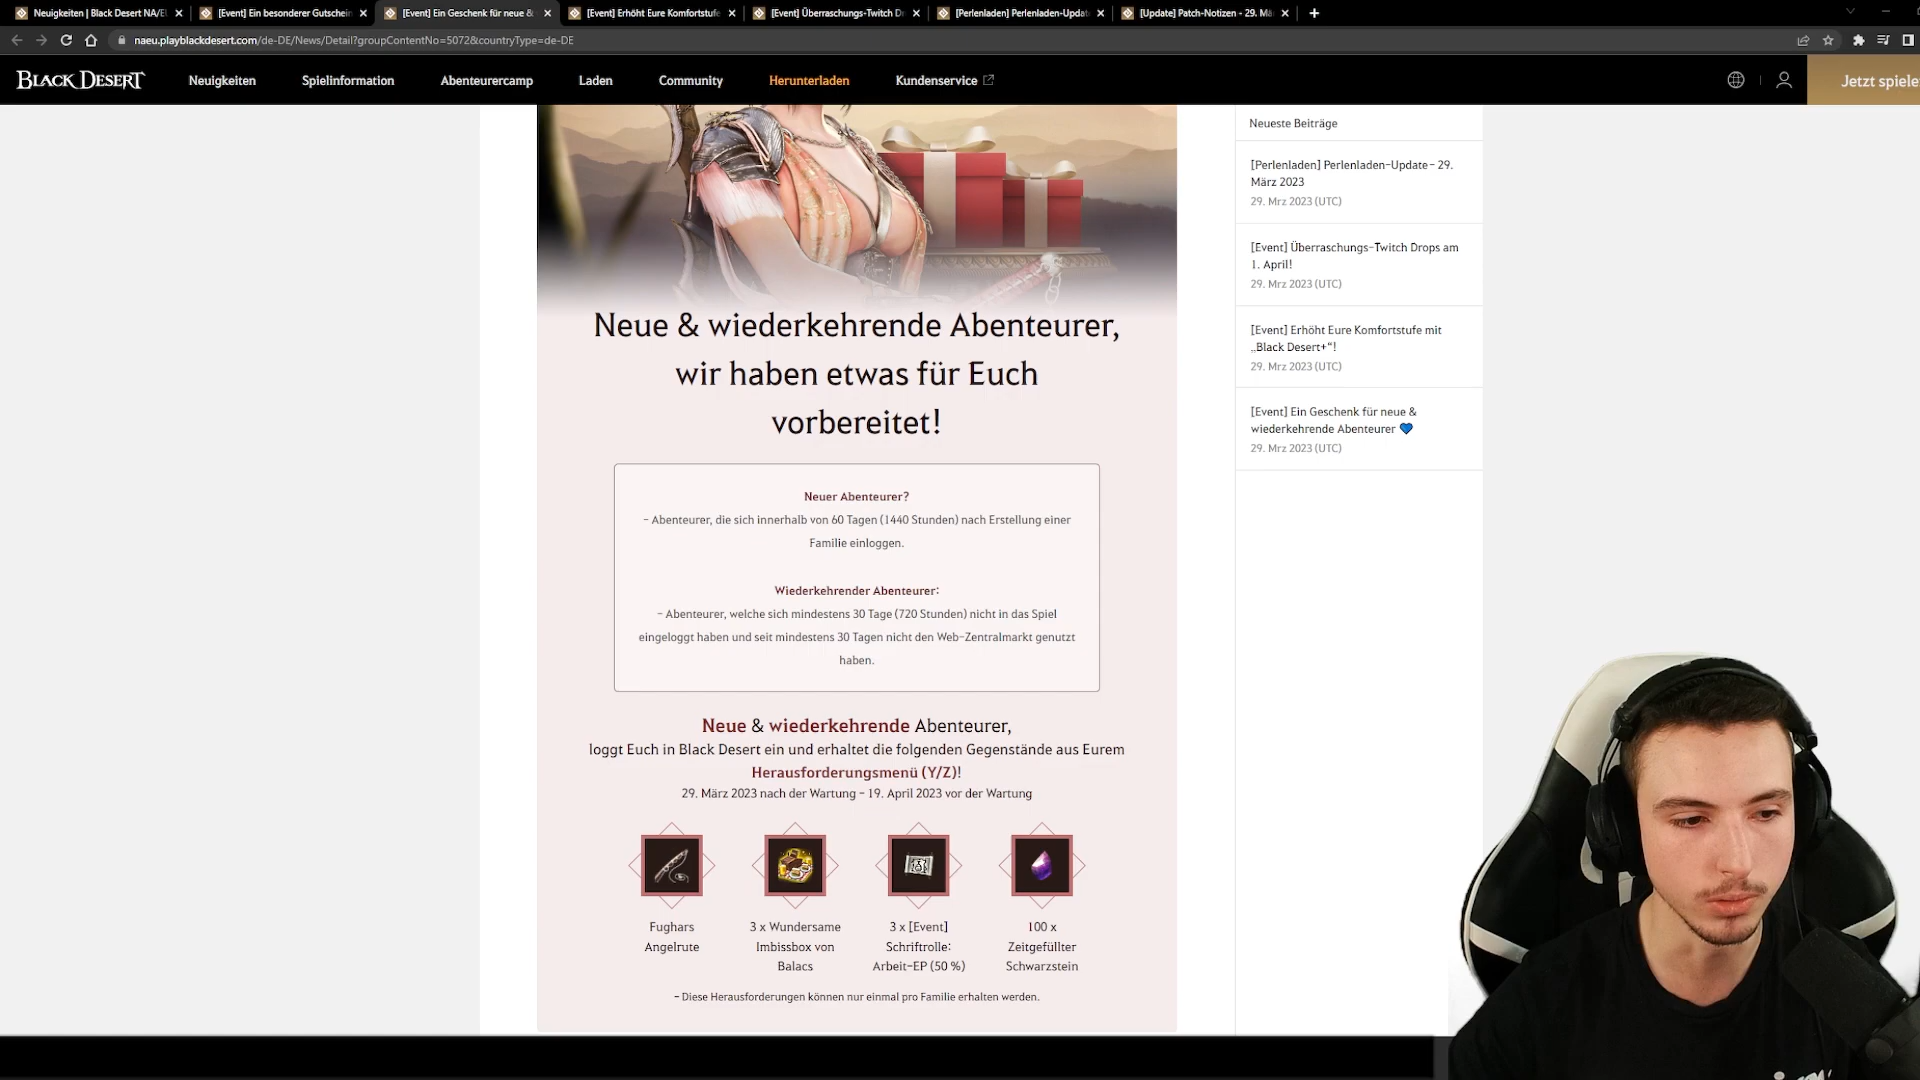 Neuigkeiten | Black Desert NA/E
[Event] Ein besonderer Gutschein
[Event] Ein Geschenk für neue &
[Event] Erhöht Eure Komfortstufe
[Event] Überraschungs-Twitch D
[Perlenladen] Perlenladen-Updat
[Update] Patch-Notizen - 29. Mä
naeu.playblackdesert.com/de-DE/News/Detail?groupContentNo=5072&countryType=de-DE
BLACK DESERT
Neuigkeiten
Spielinformation
Abenteurercamp
Laden
Community
Herunterladen
Kundenservice
Jetzt spiele
Neue & wiederkehrende Abenteurer,
wir haben etwas für Euch
vorbereitet!
Neuer Abenteurer?
- Abenteurer, die sich innerhalb von 60 Tagen (1440 Stunden) nach Erstellung einer
Familie einloggen.
Wiederkehrender Abenteurer:
- Abenteurer, welche sich mindestens 30 Tage (720 Stunden) nicht in das Spiel
eingeloggt haben und seit mindestens 30 Tagen nicht den Web-Zentralmarkt genutzt
haben.
Neue & wiederkehrende Abenteurer,
loggt Euch in Black Desert ein und erhaltet die folgenden Gegenstände aus Eurem
Herausforderungsmenü (Y/Z)!
29. März 2023 nach der Wartung - 19. April 2023 vor der Wartung
Fughars
Angelrute
3 x Wundersame
Imbissbox von
Balacs
3 x [Event]
Schriftrolle:
Arbeit-EP (50 %)
100 x
Zeitgefüllter
Schwarzstein
- Diese Herausforderungen können nur einmal pro Familie erhalten werden.
Neueste Beiträge
[Perlenladen] Perlenladen-Update - 29.
März 2023
29. Mrz 2023 (UTC)
[Event] Überraschungs-Twitch Drops am
1. April!
29. Mrz 2023 (UTC)
[Event] Erhöht Eure Komfortstufe mit
„Black Desert+“!
29. Mrz 2023 (UTC)
[Event] Ein Geschenk für neue &
wiederkehrende Abenteurer 💙
29. Mrz 2023 (UTC)